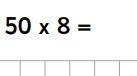 50 x 8 =